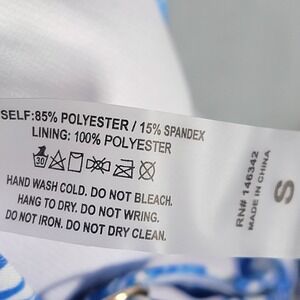 SELF:85% POLYESTER / 15% SPANDEX
LINING: 100% POLYESTER
30
HAND WASH COLD. DO NOT BLEACH.
HANG TO DRY. DO NOT WRING.
DO NOT IRON. DO NOT DRY CLEAN.
RN# 146342
MADE IN CHINA
S